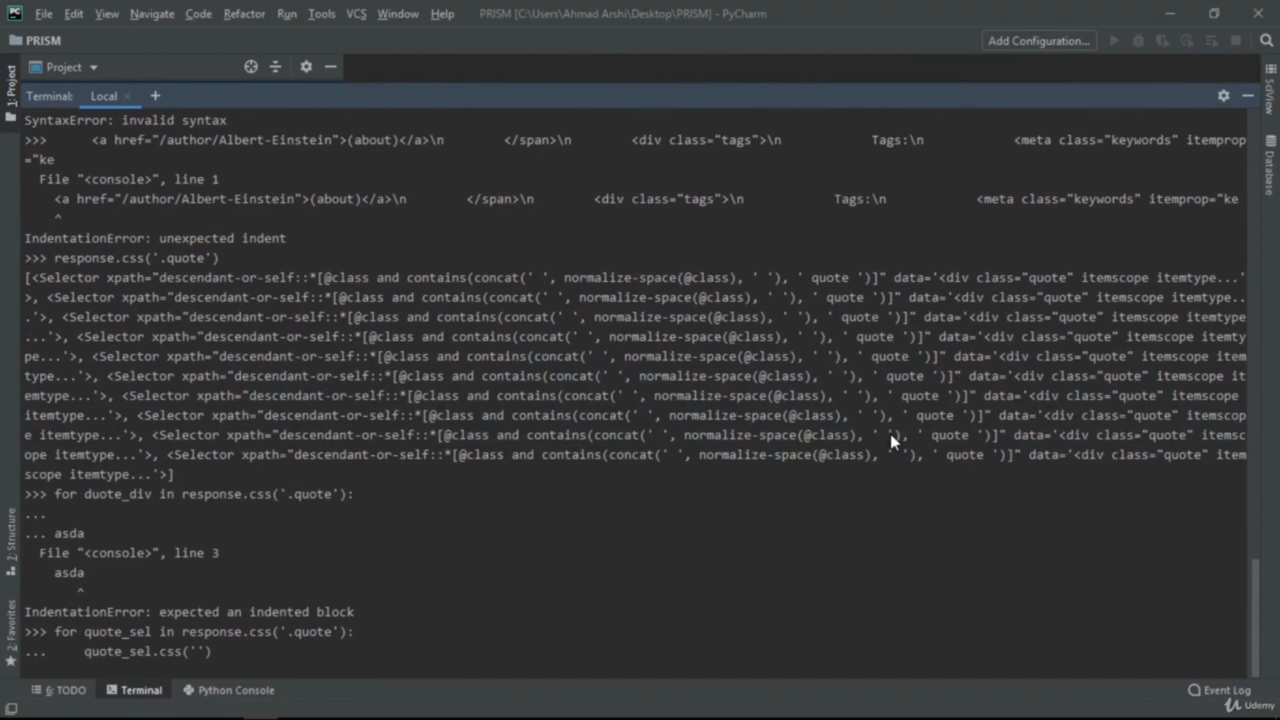 PC File Edit View Navigate Code Refactor Run Tools VCS Window Help PRISM [C:\Users\Ahmad Arshi\Desktop\PRISM] - PyCharm
PRISM Add Configuration...
1: Project Project SciView
Terminal: Local × +
SyntaxError: invalid syntax
>>>      <a href="/author/Albert-Einstein">(about)</a>\n        </span>\n          <div class="tags">\n            Tags:\n            <meta class="keywords" itemprop
="ke
  File "<console>", line 1
    <a href="/author/Albert-Einstein">(about)</a>\n        </span>\n          <div class="tags">\n            Tags:\n            <meta class="keywords" itemprop="ke
    ^
IndentationError: unexpected indent
>>> response.css('.quote')
[<Selector xpath="descendant-or-self::*[@class and contains(concat(' ', normalize-space(@class), ' '), ' quote ')]" data='<div class="quote" itemscope itemtype...'
>, <Selector xpath="descendant-or-self::*[@class and contains(concat(' ', normalize-space(@class), ' '), ' quote ')]" data='<div class="quote" itemscope itemtype..
.'>, <Selector xpath="descendant-or-self::*[@class and contains(concat(' ', normalize-space(@class), ' '), ' quote ')]" data='<div class="quote" itemscope itemtype
...'>, <Selector xpath="descendant-or-self::*[@class and contains(concat(' ', normalize-space(@class), ' '), ' quote ')]" data='<div class="quote" itemscope itemty
pe...'>, <Selector xpath="descendant-or-self::*[@class and contains(concat(' ', normalize-space(@class), ' '), ' quote ')]" data='<div class="quote" itemscope item
type...'>, <Selector xpath="descendant-or-self::*[@class and contains(concat(' ', normalize-space(@class), ' '), ' quote ')]" data='<div class="quote" itemscope it
emtype...'>, <Selector xpath="descendant-or-self::*[@class and contains(concat(' ', normalize-space(@class), ' '), ' quote ')]" data='<div class="quote" itemscope
itemtype...'>, <Selector xpath="descendant-or-self::*[@class and contains(concat(' ', normalize-space(@class), ' '), ' quote ')]" data='<div class="quote" itemscop
e itemtype...'>, <Selector xpath="descendant-or-self::*[@class and contains(concat(' ', normalize-space(@class), ' '), ' quote ')]" data='<div class="quote" itemsc
ope itemtype...'>, <Selector xpath="descendant-or-self::*[@class and contains(concat(' ', normalize-space(@class), ' '), ' quote ')]" data='<div class="quote" item
scope itemtype...'>]
>>> for duote_div in response.css('.quote'):
...
... asda
  File "<console>", line 3
    asda
       ^
IndentationError: expected an indented block
>>> for quote_sel in response.css('.quote'):
...     quote_sel.css('')
Database
Z: Structure
2: Favorites
6: TODO Terminal Python Console Event Log
Udemy